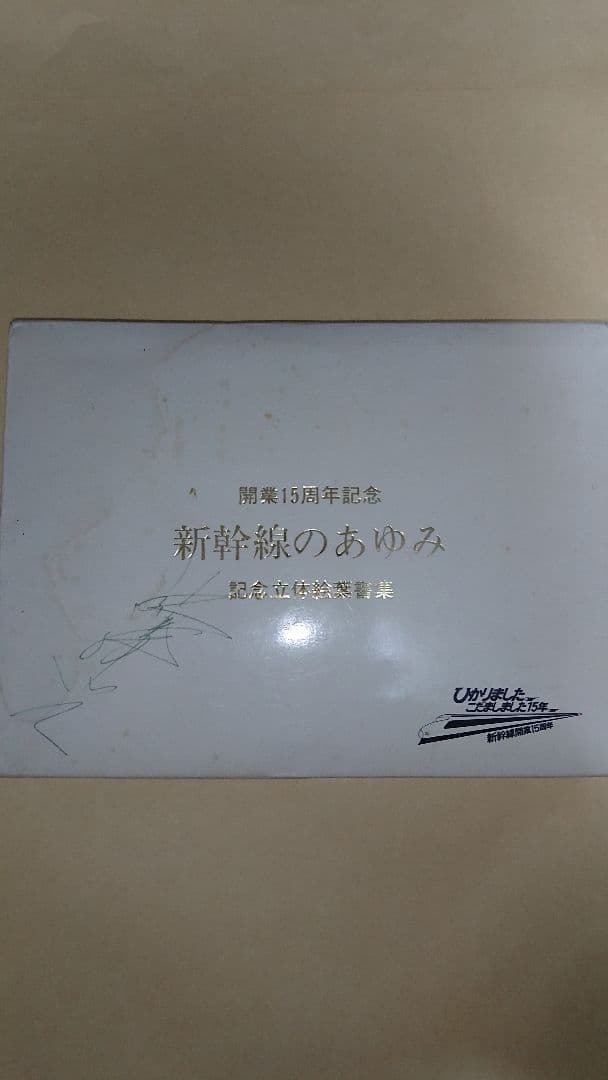 開業15周年記念
新幹線のあゆみ
記念立体絵葉書集
ひかりました
こだましました15年
新幹線開業15周年